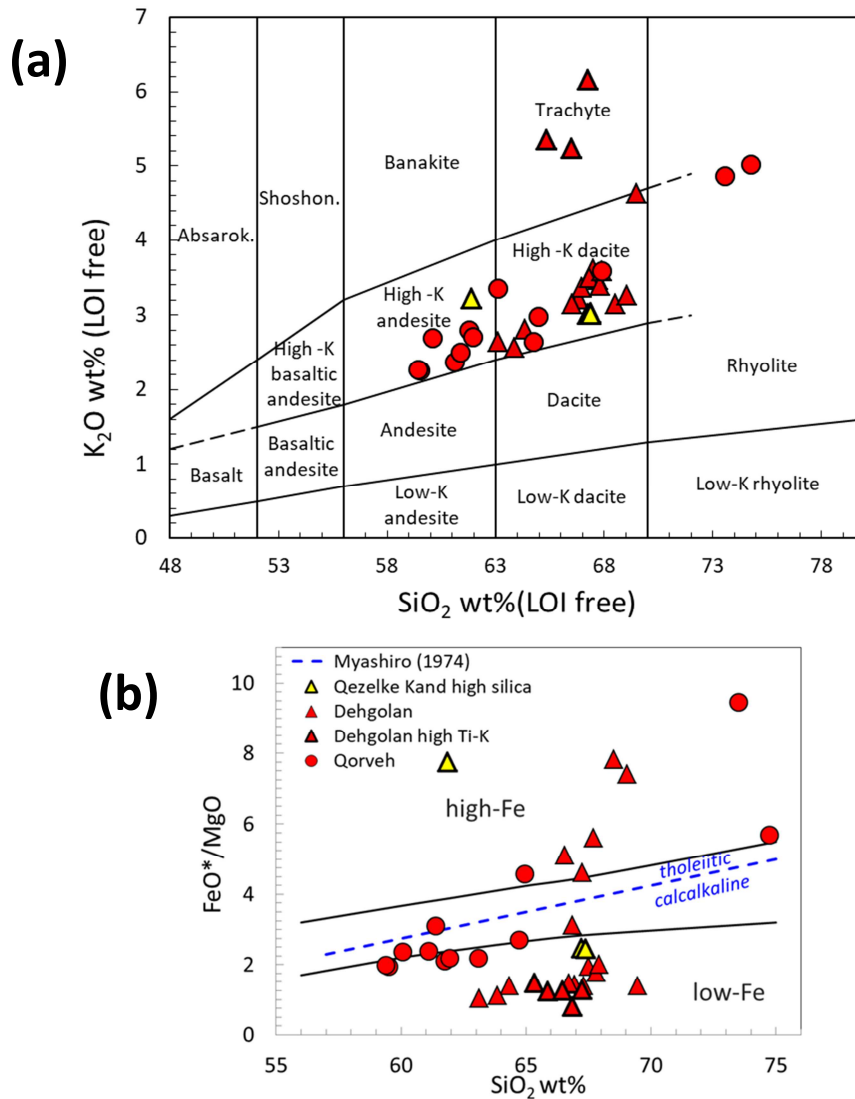 (a)
7
6
5
4
3
2
1
0
K2O wt% (LOI free)
Trachyte
Banakite
Shoshon.
Absarok.
High -K dacite
High -K
andesite
High -K
basaltic
andesite
Rhyolite
Dacite
Andesite
Basaltic
andesite
Basalt
Low-K
andesite
Low-K dacite
Low-K rhyolite
48
53
58
63
68
73
78
SiO2 wt%(LOI free)
(b)
Myashiro (1974)
Qezelke Kand high silica
Dehgolan
Dehgolan high Ti-K
Qorveh
10
8
6
4
2
0
FeO*/MgO
high-Fe
tholeiitic
calcalkaline
low-Fe
55
60
65
70
75
SiO2 wt%